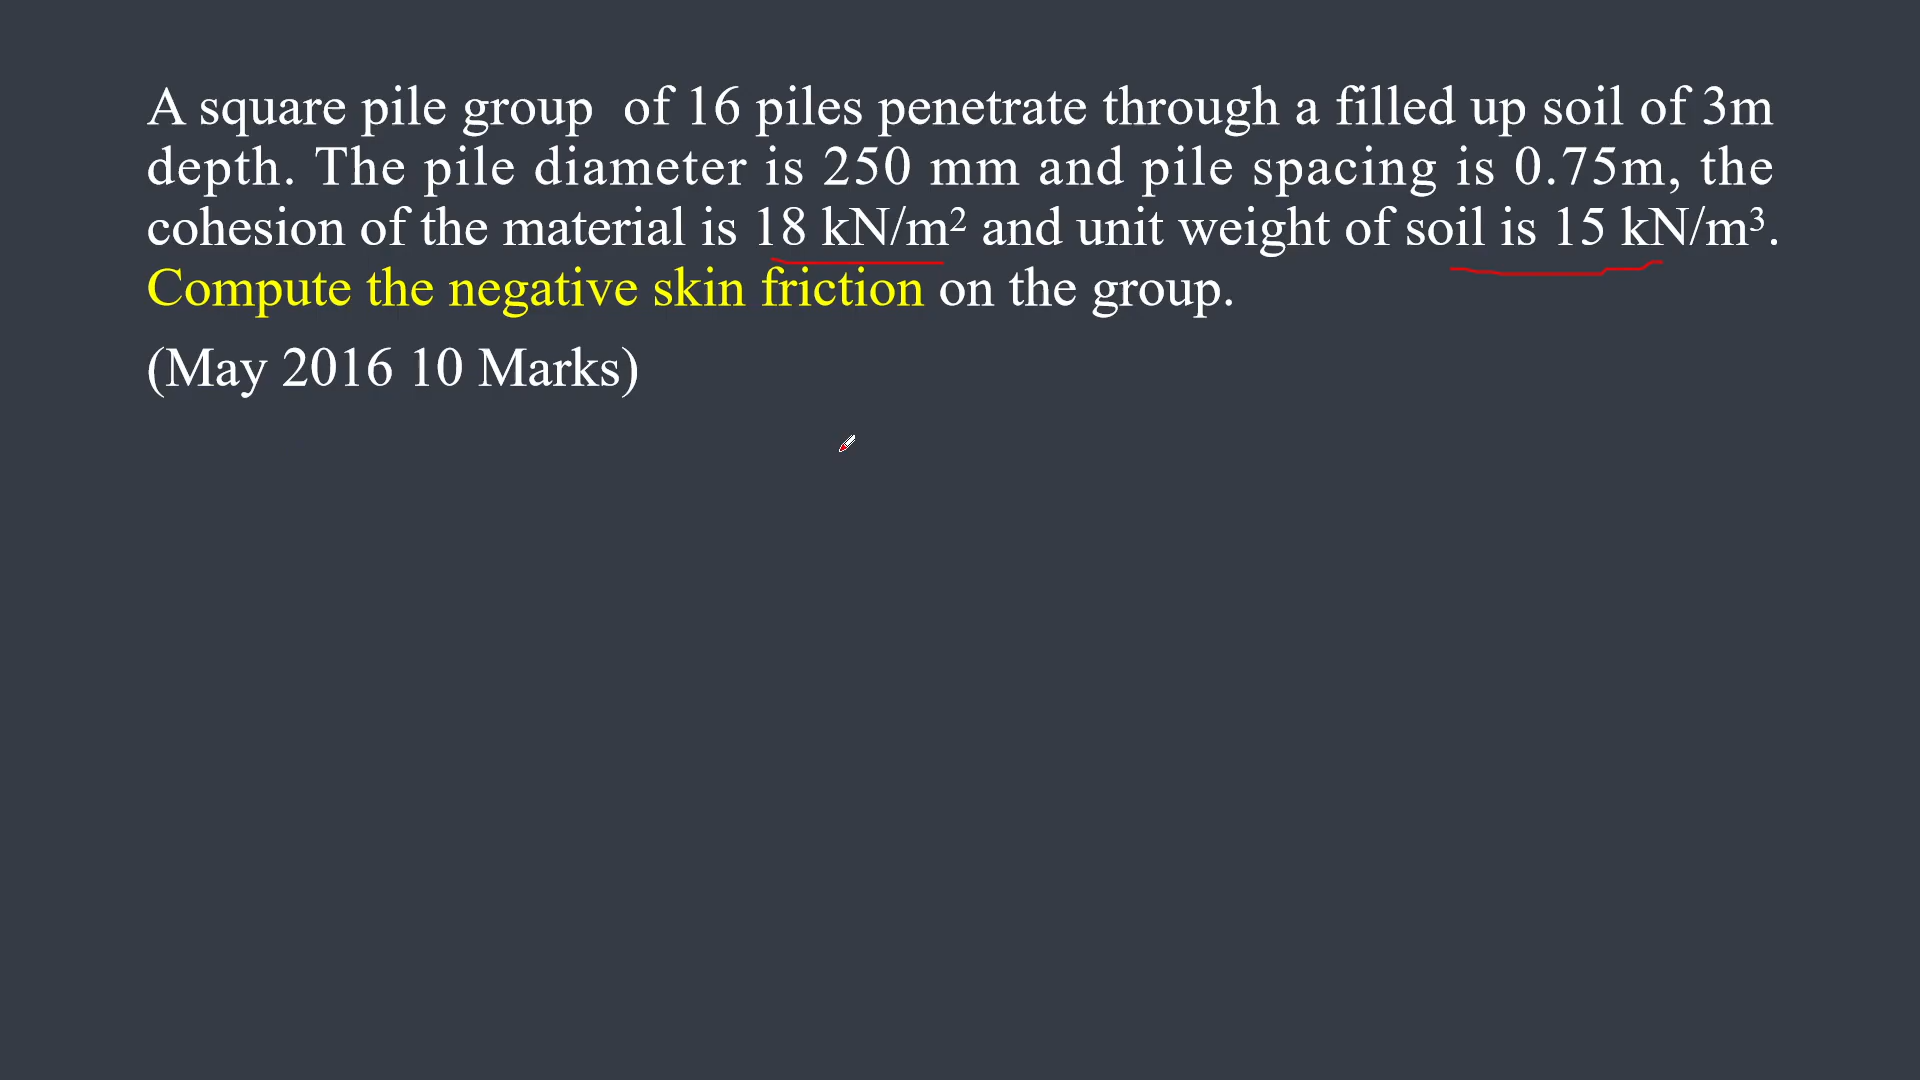 A square pile group of 16 piles penetrate through a filled up soil of 3m
depth. The pile diameter is 250 mm and pile spacing is 0.75m, the
cohesion of the material is 18 kN/m² and unit weight of soil is 15 kN/m³.
Compute the negative skin friction on the group.
(May 2016 10 Marks)